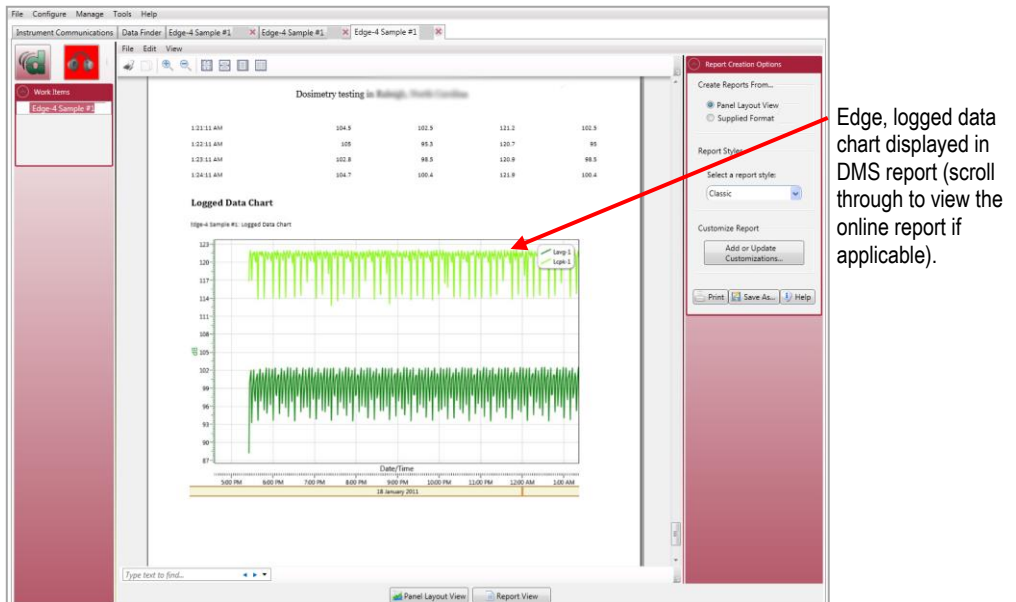 File Configure Manage Tools Help
Instrument Communications Data Finder Edge-4 Sample #1 Edge-4 Sample #1 Edge-4 Sample #1
File Edit View
Work Items
Edge-4 Sample #1
Dosimetry testing in
1:21:11 AM 104.5 102.5 121.2 102.5
1:22:11 AM 105 95.3 120.7 95
1:23:11 AM 102.8 98.5 120.9 98.5
1:24:11 AM 104.7 100.4 121.9 100.4
Logged Data Chart
Edge-4 Sample #1: Logged Data Chart
Lavg-1
Lcpk-1
123
120
117
114
111
108
105
102
99
96
93
90
87
dB
Date/Time
5:00 PM 6:00 PM 7:00 PM 8:00 PM 9:00 PM 10:00 PM 11:00 PM 12:00 AM 1:00 AM
18 January 2011
Type text to find...
Panel Layout View Report View
Report Creation Options
Create Reports From...
Panel Layout View
Supplied Format
Report Styles
Select a report style:
Classic
Customize Report
Add or Update
Customizations...
Print Save As... Help
Edge, logged data
chart displayed in
DMS report (scroll
through to view the
online report if
applicable).